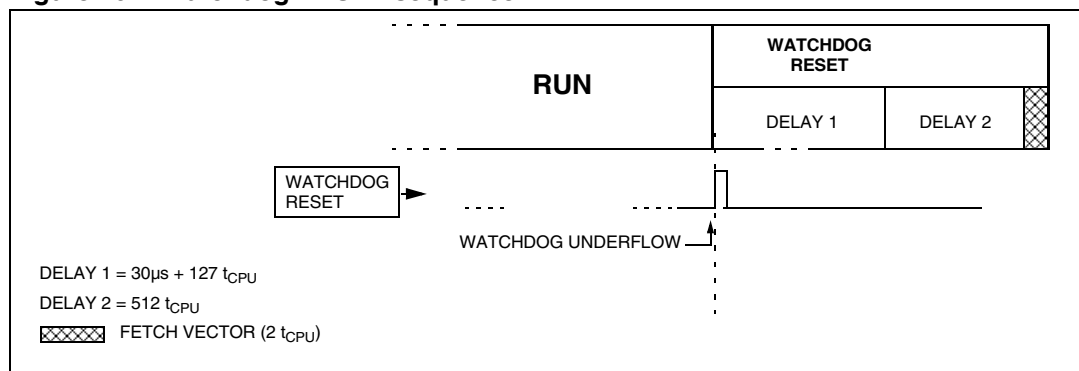 WATCHDOG
RESET
RUN
DELAY 1
DELAY 2
WATCHDOG
RESET
WATCHDOG UNDERFLOW
DELAY 1 = 30µs + 127 tCPU
DELAY 2 = 512 tCPU
FETCH VECTOR (2 tCPU)